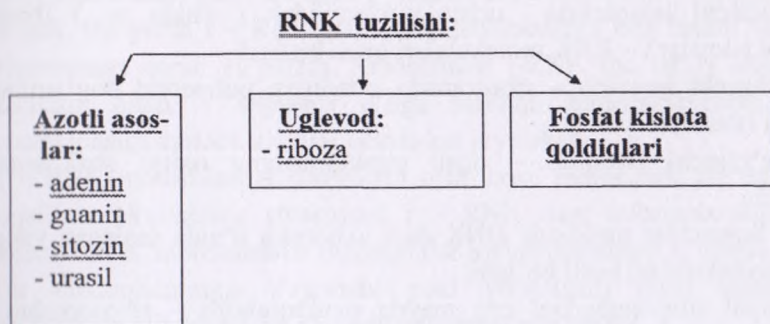 RNK tuzilishi:
Azotli asos-
lar:
- adenin
- guanin
- sitozin
- urasil
Uglevod:
- riboza
Fosfat kislota
qoldiqlari